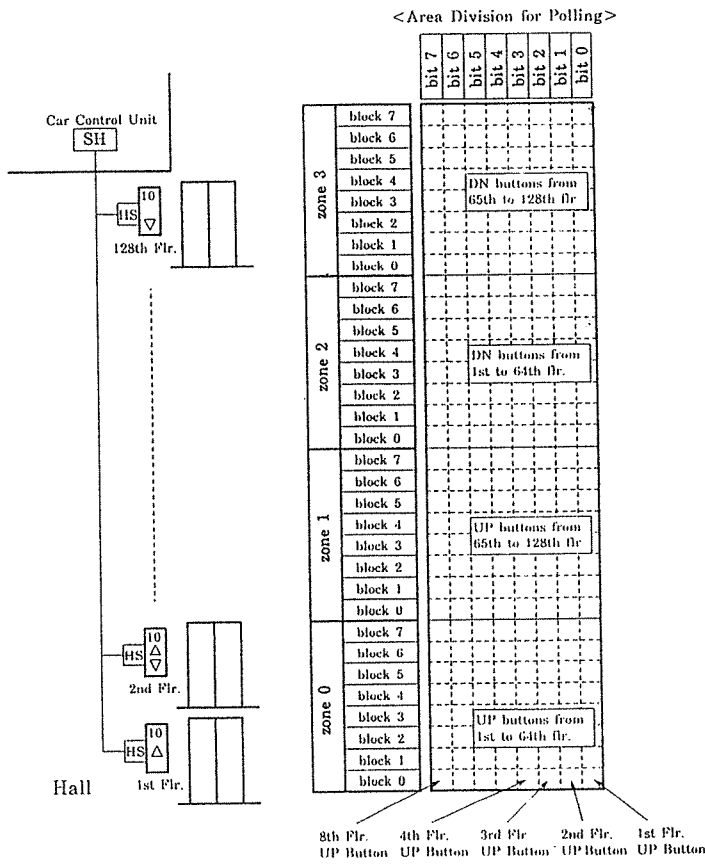 <Area Division for Polling>
bit 7
bit 6
bit 5
bit 4
bit 3
bit 2
bit 1
bit 0
Car Control Unit
SH
HS
10
128th Flr.
HS
10
2nd Flr.
HS
10
1st Flr.
Hall
zone 3
block 7
block 6
block 5
block 4
block 3
block 2
block 1
block 0
DN buttons from
65th to 128th flr
zone 2
block 7
block 6
block 5
block 4
block 3
block 2
block 1
block 0
DN buttons from
1st to 64th flr.
zone 1
block 7
block 6
block 5
block 4
block 3
block 2
block 1
block 0
UP buttons from
65th to 128th flr
zone 0
block 7
block 6
block 5
block 4
block 3
block 2
block 1
block 0
UP buttons from
1st to 64th flr.
8th Flr.
UP Button
4th Flr.
UP Button
3rd Flr
UP Button
2nd Flr.
UP Button
1st Flr.
UP Button